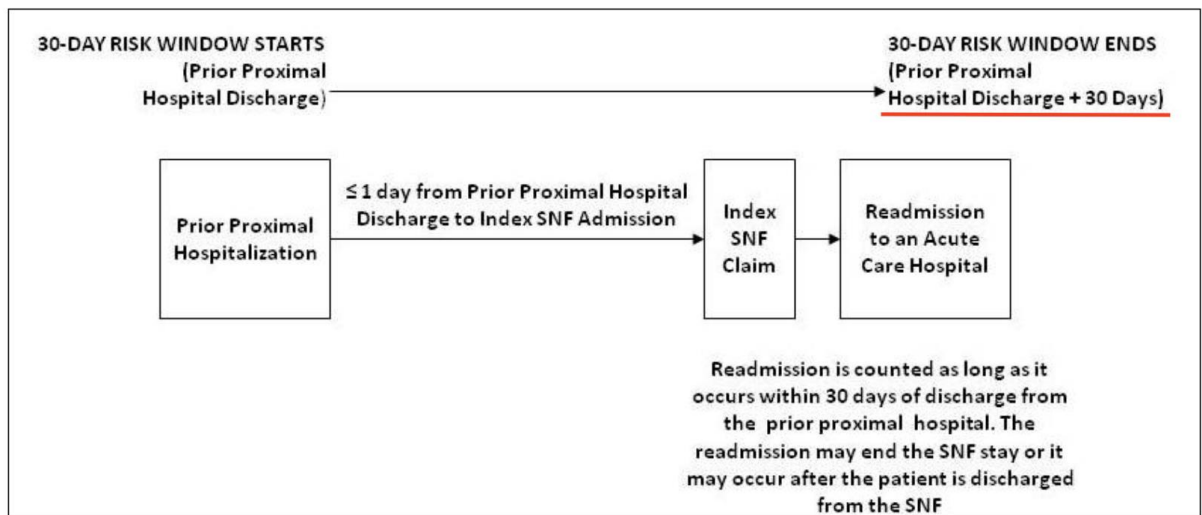 30-DAY RISK WINDOW STARTS
(Prior Proximal
Hospital Discharge)
30-DAY RISK WINDOW ENDS
(Prior Proximal
Hospital Discharge + 30 Days)
Prior Proximal
Hospitalization
≤ 1 day from Prior Proximal Hospital
Discharge to Index SNF Admission
Index
SNF
Claim
Readmission
to an Acute
Care Hospital
Readmission is counted as long as it
occurs within 30 days of discharge from
the prior proximal hospital. The
readmission may end the SNF stay or it
may occur after the patient is discharged
from the SNF